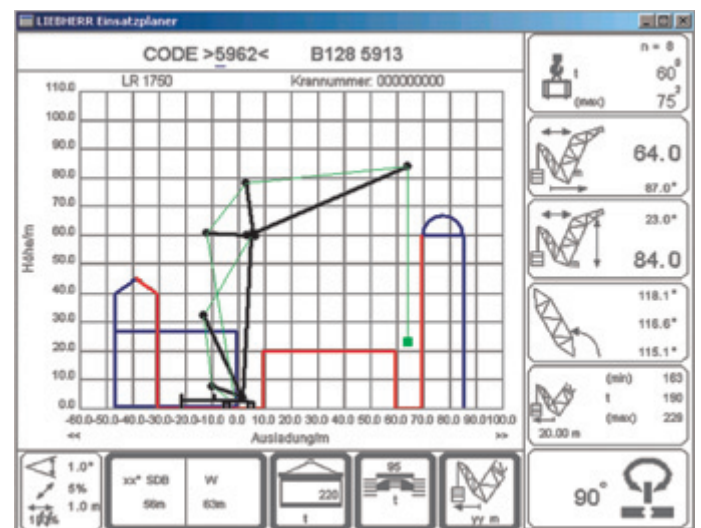 LIEBHERR Einsatzplaner
CODE >5962< B128 5913
LR 1750 Krannummer: 000000000
110.0
100.0
90.0
80.0
70.0
60.0
50.0
40.0
30.0
20.0
10.0
0.0
Höhe/m
-60.0-50.0-40.0-30.0-20.0-10.0 0.0 10.0 20.0 30.0 40.0 50.0 60.0 70.0 80.0 90.0100.0
<< Ausladung/m >>
n = 8
t 60⁰
(max) 75²
64.0
87.0°
23.0°
84.0
118.1°
116.6°
115.1°
(min) 163
t 190
(max) 229
20.00 m
90°
1.0°
5%
1.0 m
xx° SDB W
56m 63m
220
t
95
t
yy m